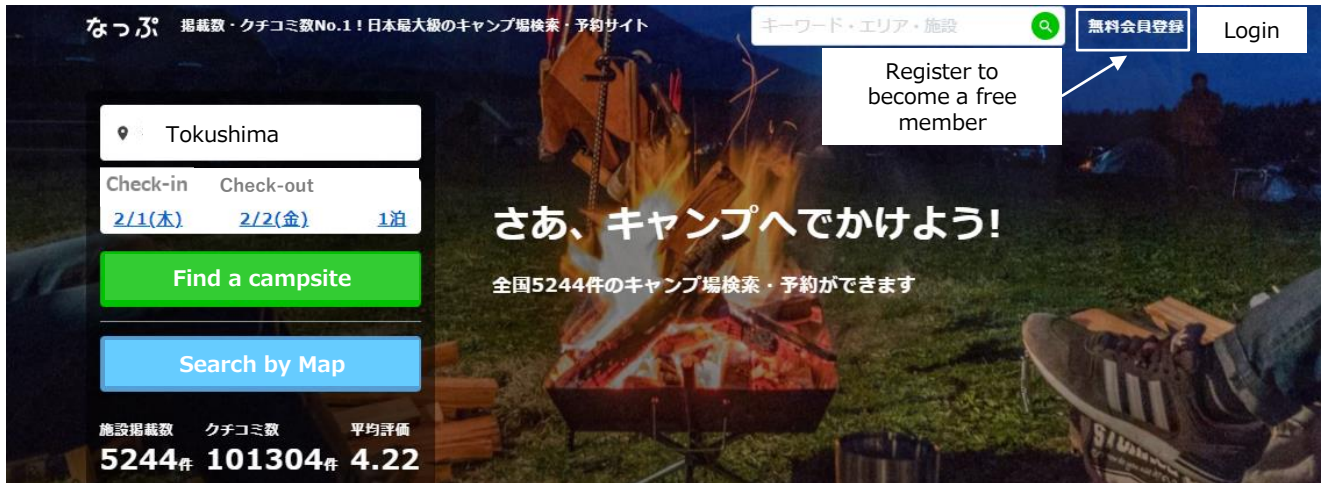 なっぷ 掲載数・クチコミ数No.1！日本最大級のキャンプ場検索・予約サイト
キーワード・エリア・施設
無料会員登録
Login
Register to
become a free
member
Tokushima
Check-in Check-out
2/1(木) 2/2(金) 1泊
Find a campsite
Search by Map
さあ、キャンプへでかけよう!
全国5244件のキャンプ場検索・予約ができます
施設掲載数 クチコミ数 平均評価
5244件 101304件 4.22